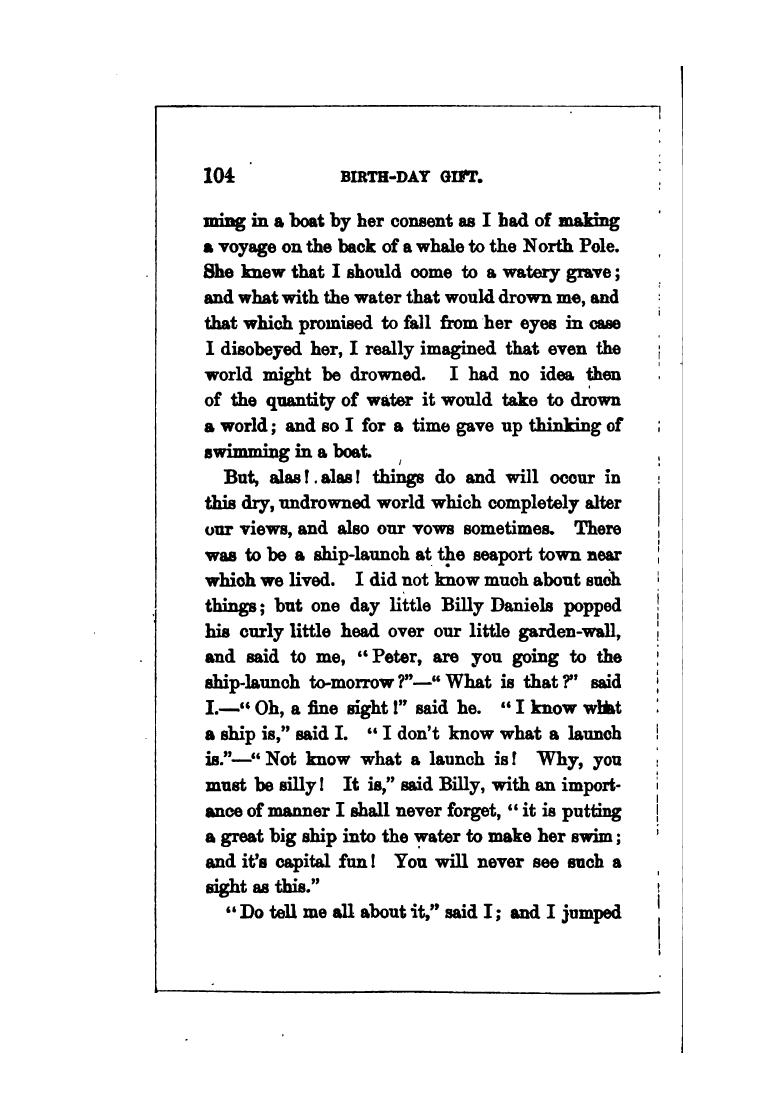 104 BIRTH-DAY GIFT.
ming in a boat by her consent as I had of making
a voyage on the back of a whale to the North Pole.
She knew that I should come to a watery grave;
and what with the water that would drown me, and
that which promised to fall from her eyes in case
I disobeyed her, I really imagined that even the
world might be drowned. I had no idea then
of the quantity of water it would take to drown
a world; and so I for a time gave up thinking of
swimming in a boat.
But, alas! alas! things do and will occur in
this dry, undrowned world which completely alter
our views, and also our vows sometimes. There
was to be a ship-launch at the seaport town near
which we lived. I did not know much about such
things; but one day little Billy Daniels popped
his curly little head over our little garden-wall,
and said to me, "Peter, are you going to the
ship-launch to-morrow?"—"What is that?" said
I.—"Oh, a fine sight!" said he. "I know what
a ship is," said I. "I don't know what a launch
is."—"Not know what a launch is! Why, you
must be silly! It is," said Billy, with an import-
ance of manner I shall never forget, "it is putting
a great big ship into the water to make her swim;
and it's capital fun! You will never see such a
sight as this."
"Do tell me all about it," said I; and I jumped